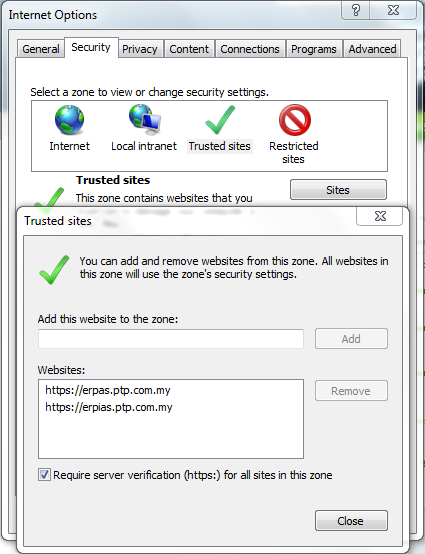 Internet Options
General Security Privacy Content Connections Programs Advanced
Select a zone to view or change security settings.
Internet Local intranet Trusted sites Restricted
sites
Trusted sites
This zone contains websites that you
Sites
Trusted sites
You can add and remove websites from this zone. All websites in
this zone will use the zone's security settings.
Add this website to the zone:
Add
Websites:
https://erpas.ptp.com.my
https://erpias.ptp.com.my
Remove
Require server verification (https:) for all sites in this zone
Close